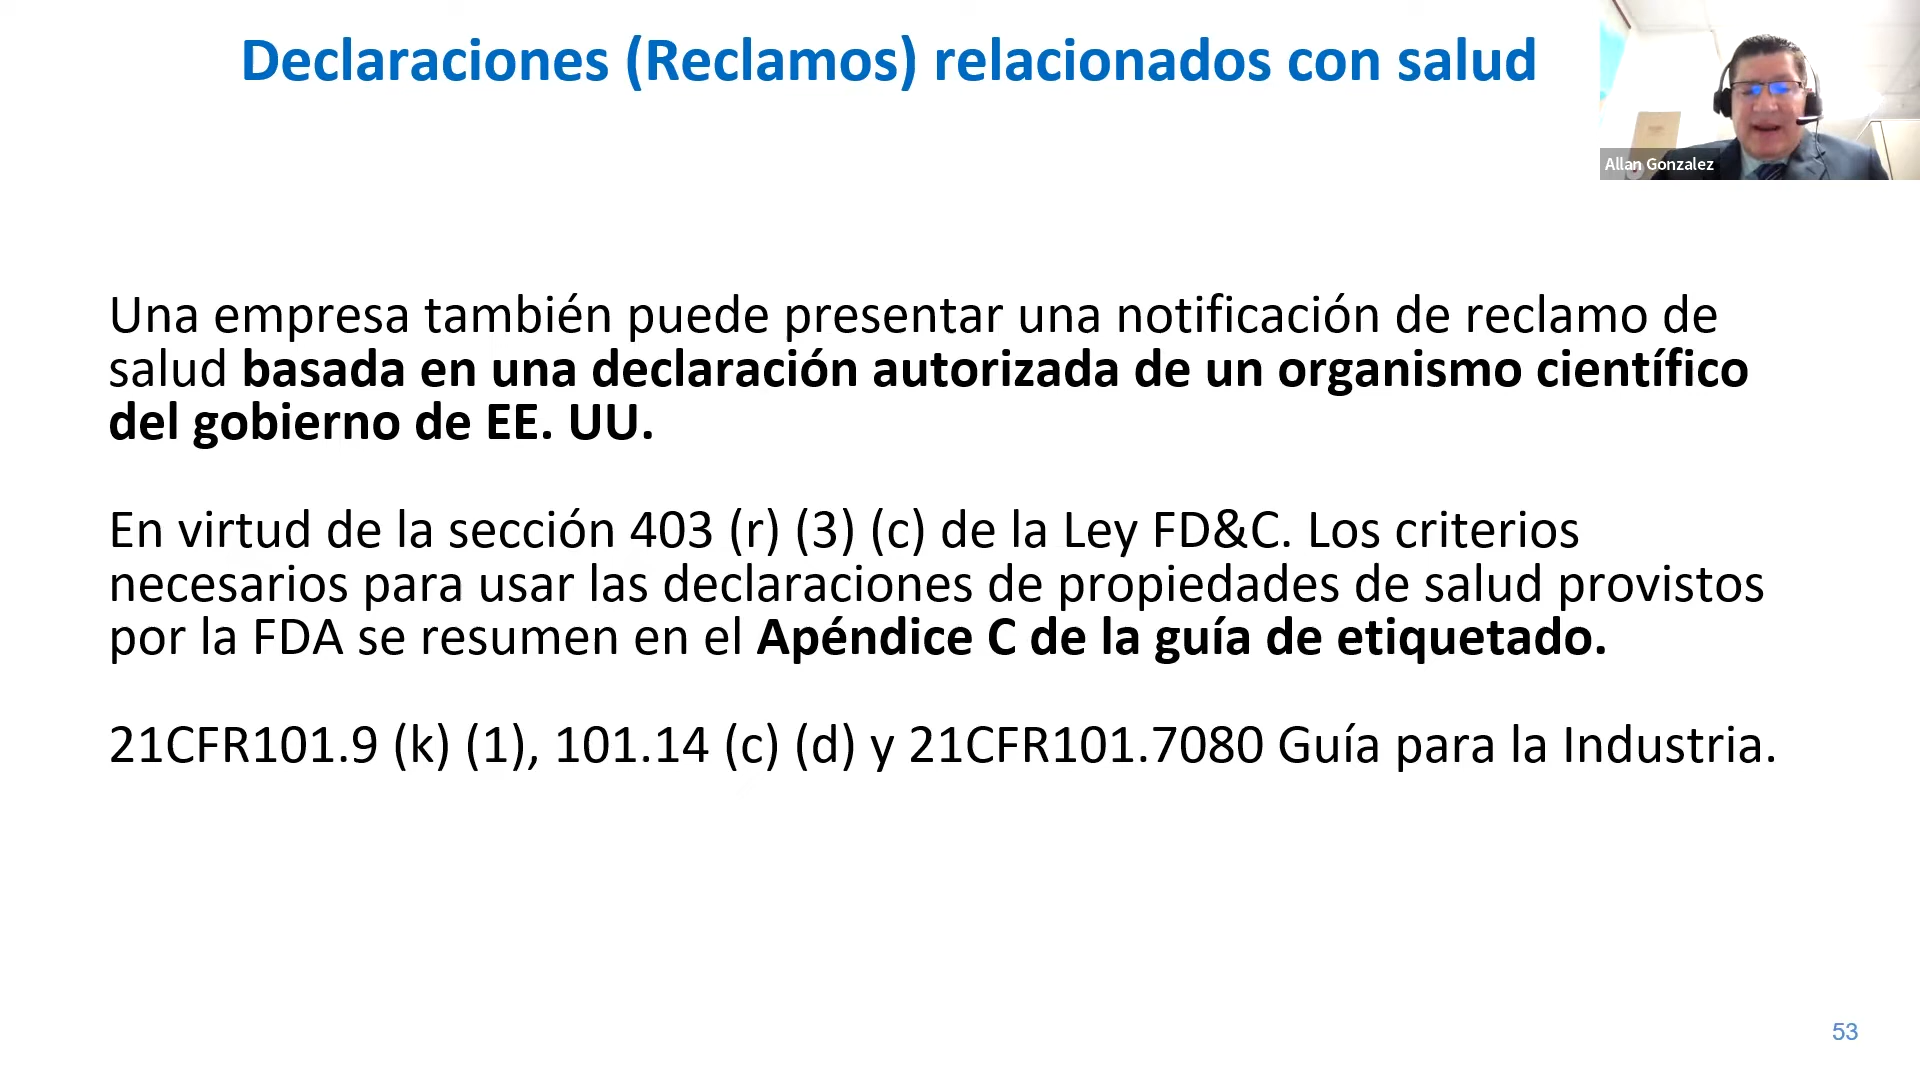 Declaraciones (Reclamos) relacionados con salud
Allan Gonzalez
Una empresa también puede presentar una notificación de reclamo de
salud basada en una declaración autorizada de un organismo científico
del gobierno de EE. UU.
En virtud de la sección 403 (r) (3) (c) de la Ley FD&C. Los criterios
necesarios para usar las declaraciones de propiedades de salud provistos
por la FDA se resumen en el Apéndice C de la guía de etiquetado.
21CFR101.9 (k) (1), 101.14 (c) (d) y 21CFR101.7080 Guía para la Industria.
53